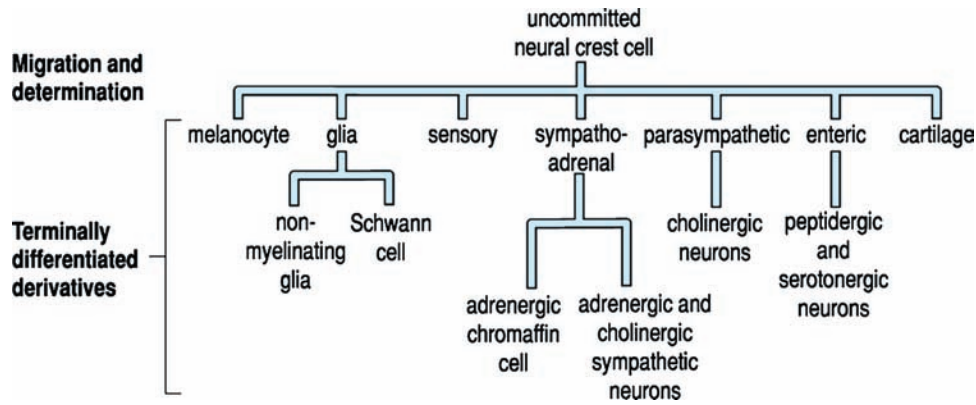 uncommitted
neural crest cell
Migration and
determination
melanocyte
glia
sensory
sympatho-
adrenal
parasympathetic
enteric
cartilage
Terminally
differentiated
derivatives
non-
myelinating
glia
Schwann
cell
cholinergic
neurons
peptidergic
and
serotonergic
neurons
adrenergic
chromaffin
cell
adrenergic and
cholinergic
sympathetic
neurons